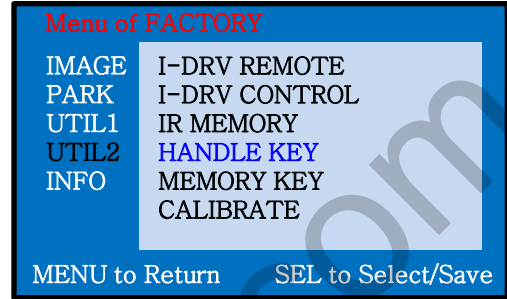 Menu of FACTORY
IMAGE I-DRV REMOTE
PARK I-DRV CONTROL
UTIL1 IR MEMORY
UTIL2 HANDLE KEY
INFO MEMORY KEY
CALIBRATE
MENU to Return SEL to Select/Save
com